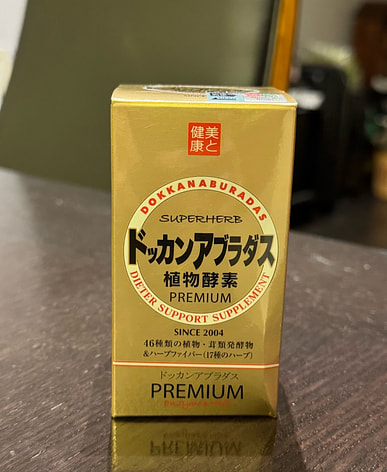 美と
健康
DOKKANABURADAS
SUPERHERB
ドッカンアブラダス
植物酵素
PREMIUM
DIETER SUPPORT SUPPLEMENT
SINCE 2004
46種類の植物・茸類発酵物
&ハーブファイバー(17種のハーブ)
ドッカンアブラダス
PREMIUM